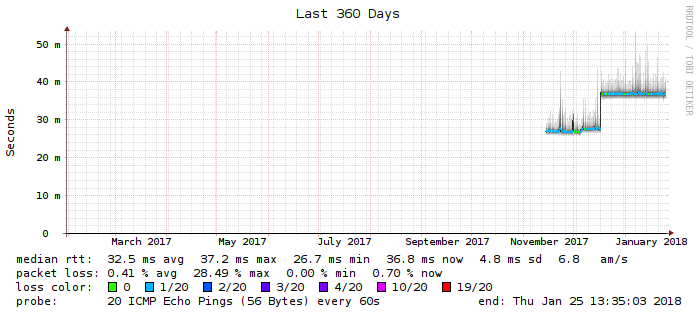 Last 360 Days
RRDTOOL / TOBI OETIKER
Seconds
50 m
40 m
30 m
20 m
10 m
0
March 2017 May 2017 July 2017 September 2017 November 2017 January 2018
median rtt: 32.5 ms avg 37.2 ms max 26.7 ms min 36.8 ms now 4.8 ms sd 6.8 am/s
packet loss: 0.41 % avg 28.49 % max 0.00 % min 0.70 % now
loss color: 0 1/20 2/20 3/20 4/20 10/20 19/20
probe: 20 ICMP Echo Pings (56 Bytes) every 60s end: Thu Jan 25 13:35:03 2018